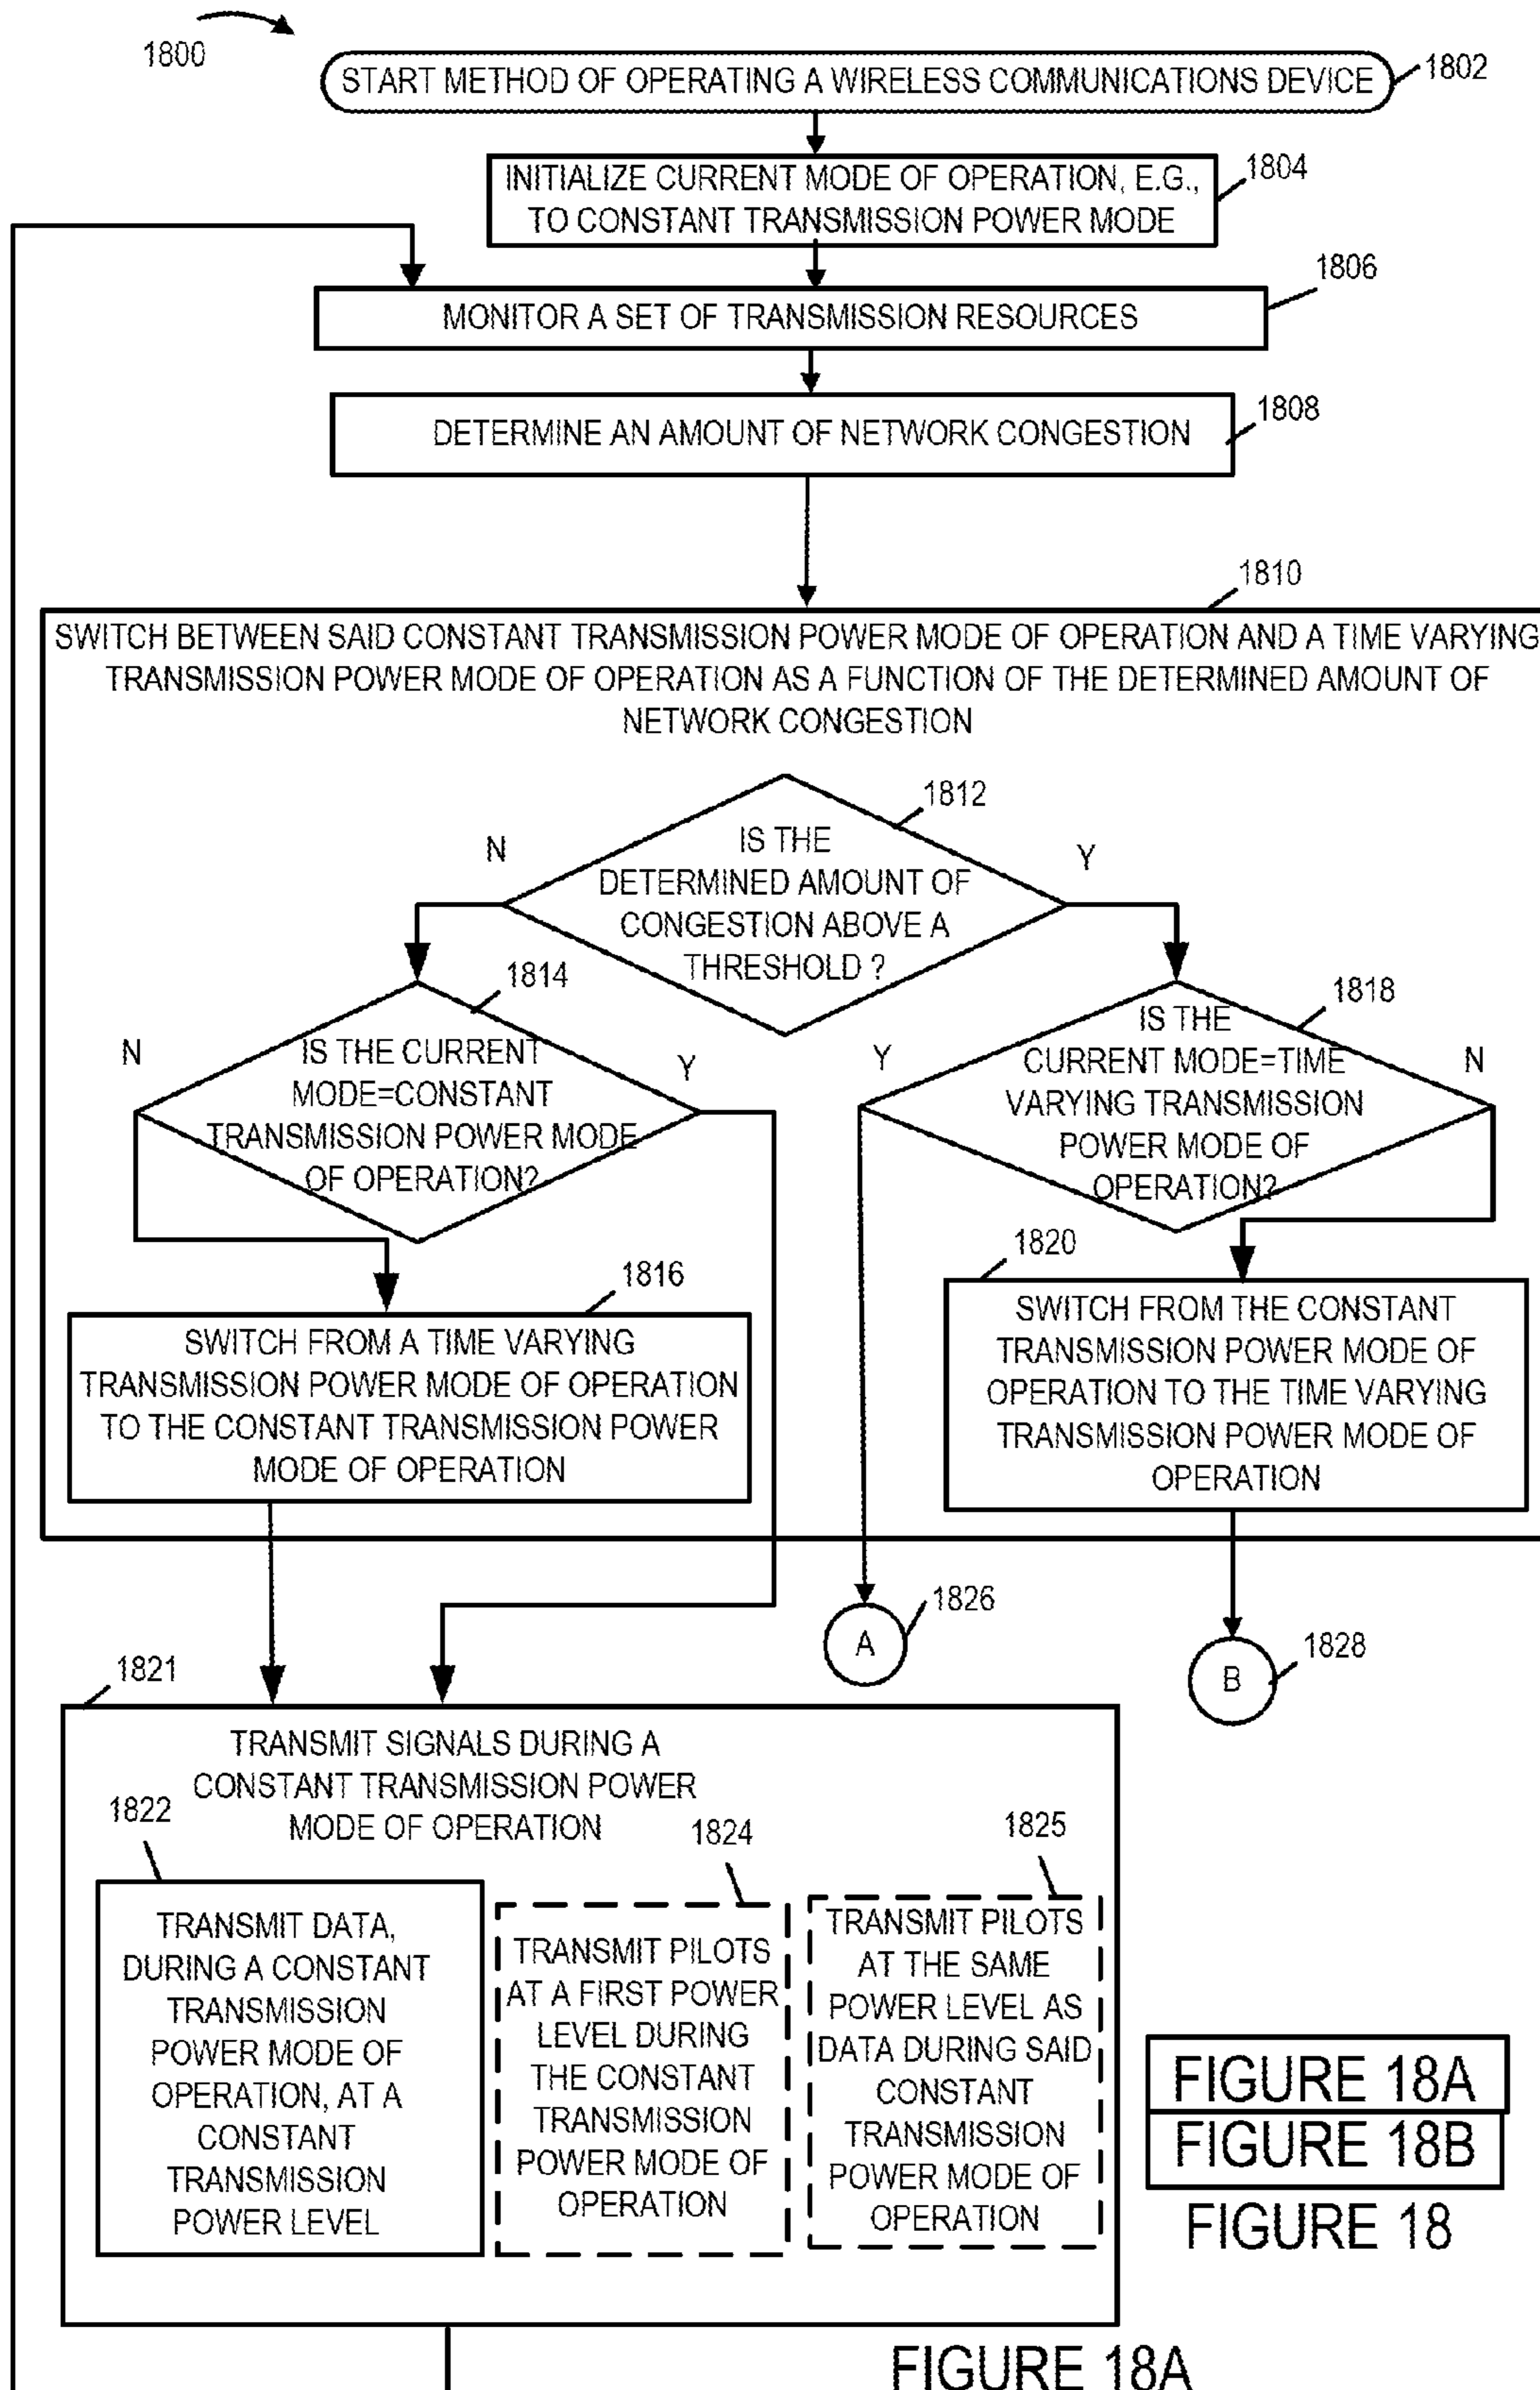 1800
START METHOD OF OPERATING A WIRELESS COMMUNICATIONS DEVICE
1802
INITIALIZE CURRENT MODE OF OPERATION, E.G.,
TO CONSTANT TRANSMISSION POWER MODE
1804
MONITOR A SET OF TRANSMISSION RESOURCES
1806
DETERMINE AN AMOUNT OF NETWORK CONGESTION
1808
1810
SWITCH BETWEEN SAID CONSTANT TRANSMISSION POWER MODE OF OPERATION AND A TIME VARYING
TRANSMISSION POWER MODE OF OPERATION AS A FUNCTION OF THE DETERMINED AMOUNT OF
NETWORK CONGESTION
1812
IS THE
DETERMINED AMOUNT OF
CONGESTION ABOVE A
THRESHOLD ?
N
Y
1814
IS THE CURRENT
MODE=CONSTANT
TRANSMISSION POWER MODE
OF OPERATION?
N
Y
1818
IS THE
CURRENT MODE=TIME
VARYING TRANSMISSION
POWER MODE OF
OPERATION?
Y
N
1816
SWITCH FROM A TIME VARYING
TRANSMISSION POWER MODE OF OPERATION
TO THE CONSTANT TRANSMISSION POWER
MODE OF OPERATION
1820
SWITCH FROM THE CONSTANT
TRANSMISSION POWER MODE OF
OPERATION TO THE TIME VARYING
TRANSMISSION POWER MODE OF
OPERATION
A
1826
B
1828
1821
TRANSMIT SIGNALS DURING A
CONSTANT TRANSMISSION POWER
MODE OF OPERATION
1822
TRANSMIT DATA,
DURING A CONSTANT
TRANSMISSION
POWER MODE OF
OPERATION, AT A
CONSTANT
TRANSMISSION
POWER LEVEL
1824
TRANSMIT PILOTS
AT A FIRST POWER
LEVEL DURING
THE CONSTANT
TRANSMISSION
POWER MODE OF
OPERATION
1825
TRANSMIT PILOTS
AT THE SAME
POWER LEVEL AS
DATA DURING SAID
CONSTANT
TRANSMISSION
POWER MODE OF
OPERATION
FIGURE 18A
FIGURE 18B
FIGURE 18
FIGURE 18A